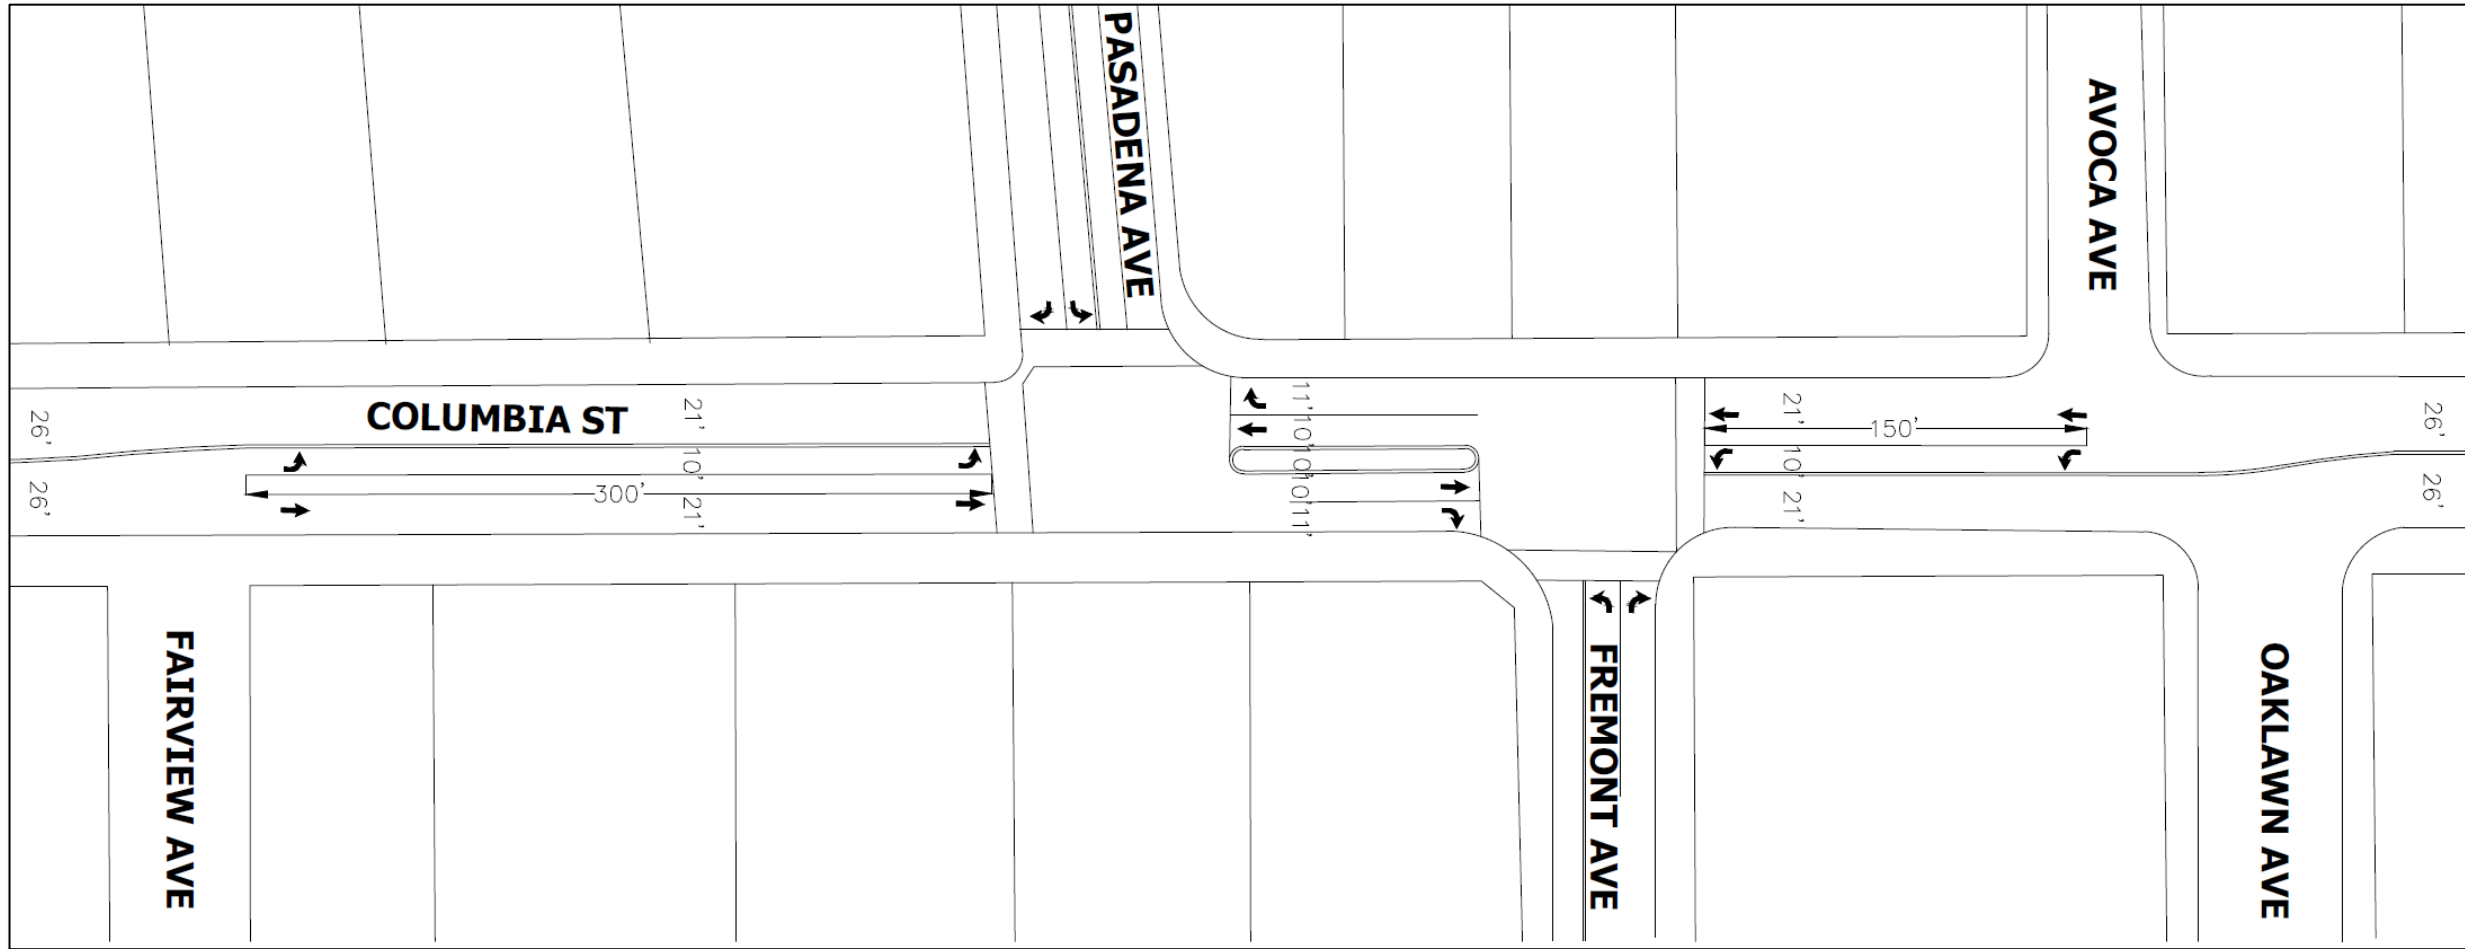 PASADENA AVE
AVOCA AVE
COLUMBIA ST
26'
26'
21'
10'
21'
300'
11'
10'
10'
10'
11'
21'
10'
21'
150'
26'
26'
FAIRVIEW AVE
FREMONT AVE
OAKLAWN AVE